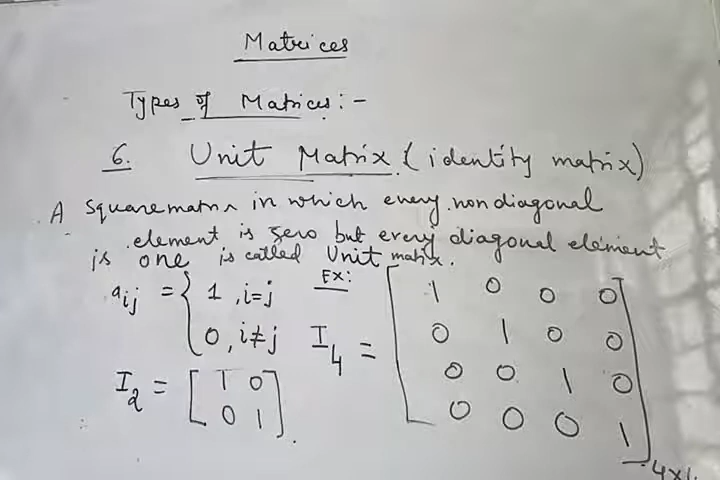 Matrices
Types of Matrices:-
6. Unit Matrix (identity matrix)
A square matrix in which every non diagonal
element is zero but every diagonal element
is one is called Unit matrix.
aij = { 1, i=j
0, i≠j
Ex:
I4 = [ 1 0 0 0
0 1 0 0
0 0 1 0
0 0 0 1 ] 4×4
I2 = [ 1 0
0 1 ].